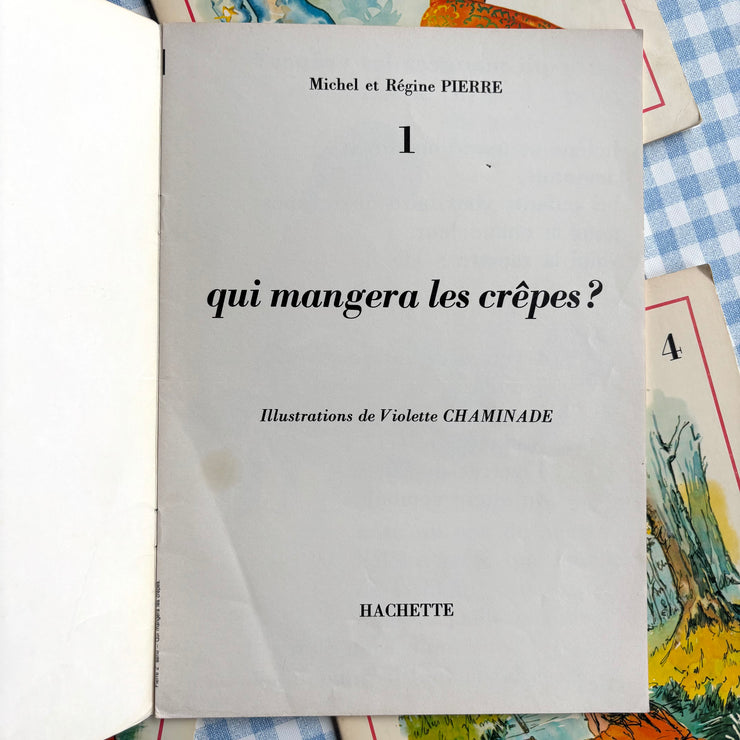 Michel et Régine PIERRE
1
qui mangera les crêpes?
Illustrations de Violette CHAMINADE
HACHETTE
4